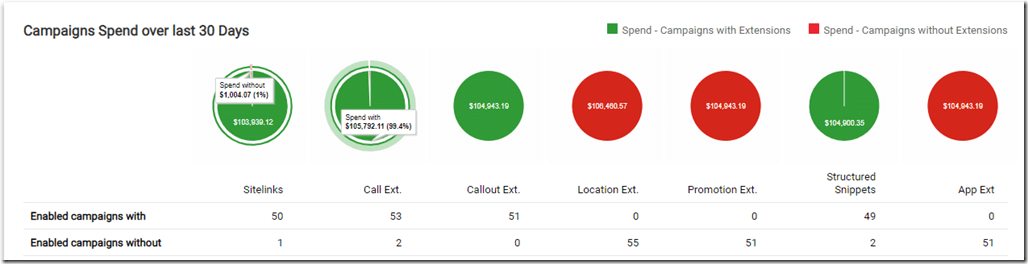 Campaigns Spend over last 30 Days
Spend - Campaigns with Extensions
Spend - Campaigns without Extensions
Spend without
$1,004.07 (1%)
$103,939.12
Spend with
$105,792.11 (99.4%)
$104,943.19
$106,460.57
$104,943.19
$104,900.35
$104,943.19
Sitelinks Call Ext. Callout Ext. Location Ext. Promotion Ext. Structured Snippets App Ext
Enabled campaigns with 50 53 51 0 0 49 0
Enabled campaigns without 1 2 0 55 51 2 51